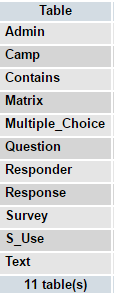 Table
Admin
Camp
Contains
Matrix
Multiple_Choice
Question
Responder
Response
Survey
S_Use
Text
11 table(s)